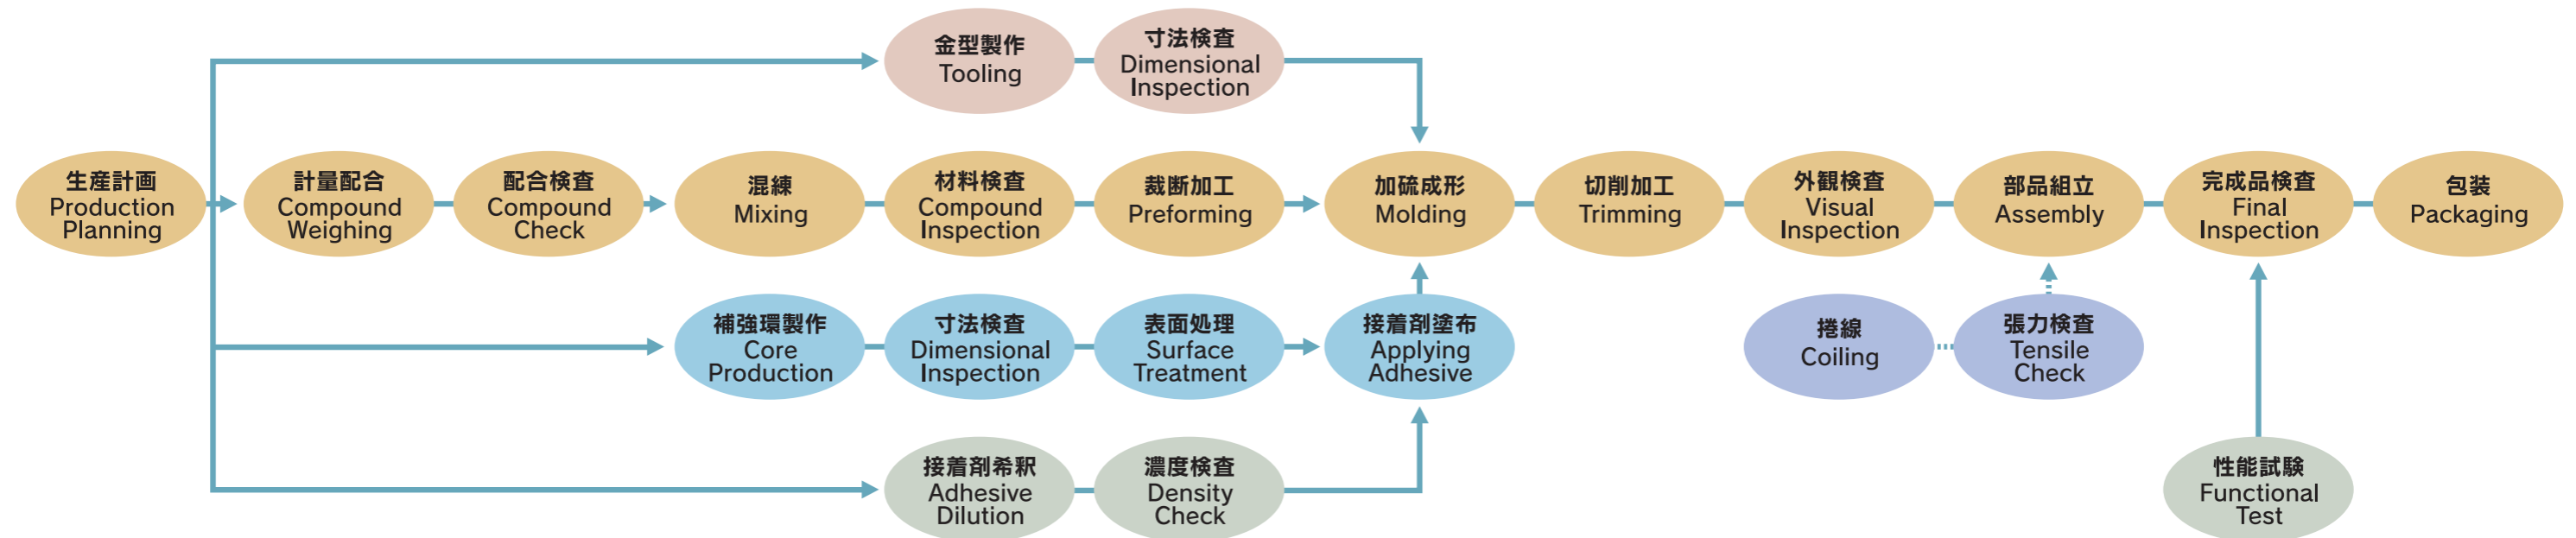 金型製作
Tooling
寸法検査
Dimensional
Inspection
生産計画
Production
Planning
計量配合
Compound
Weighing
配合検査
Compound
Check
混練
Mixing
材料検査
Compound
Inspection
裁断加工
Preforming
加硫成形
Molding
切削加工
Trimming
外観検査
Visual
Inspection
部品組立
Assembly
完成品検査
Final
Inspection
包装
Packaging
補強環製作
Core
Production
寸法検査
Dimensional
Inspection
表面処理
Surface
Treatment
接着剤塗布
Applying
Adhesive
捲線
Coiling
張力検査
Tensile
Check
接着剤希釈
Adhesive
Dilution
濃度検査
Density
Check
性能試験
Functional
Test